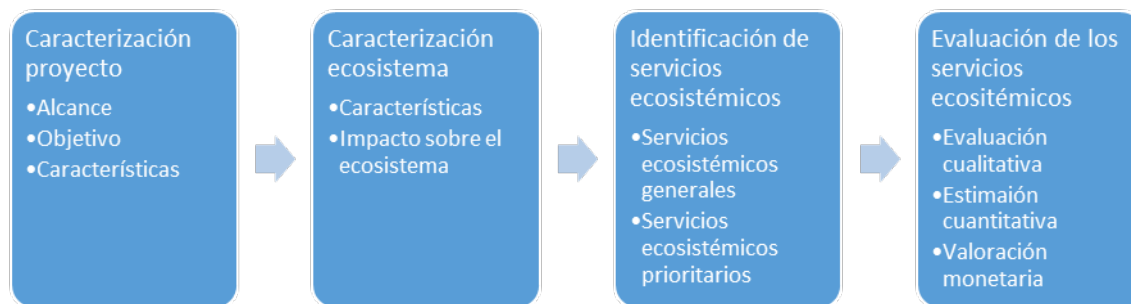 Caracterización
proyecto
•Alcance
•Objetivo
•Características
Caracterización
ecosistema
•Características
•Impacto sobre el
ecosistema
Identificación de
servicios
ecosistémicos
•Servicios
ecosistémicos
generales
•Servicios
ecosistémicos
prioritarios
Evaluación de los
servicios
ecositémicos
•Evaluación
cualitativa
•Estimaión
cuantitativa
•Valoración
monetaria